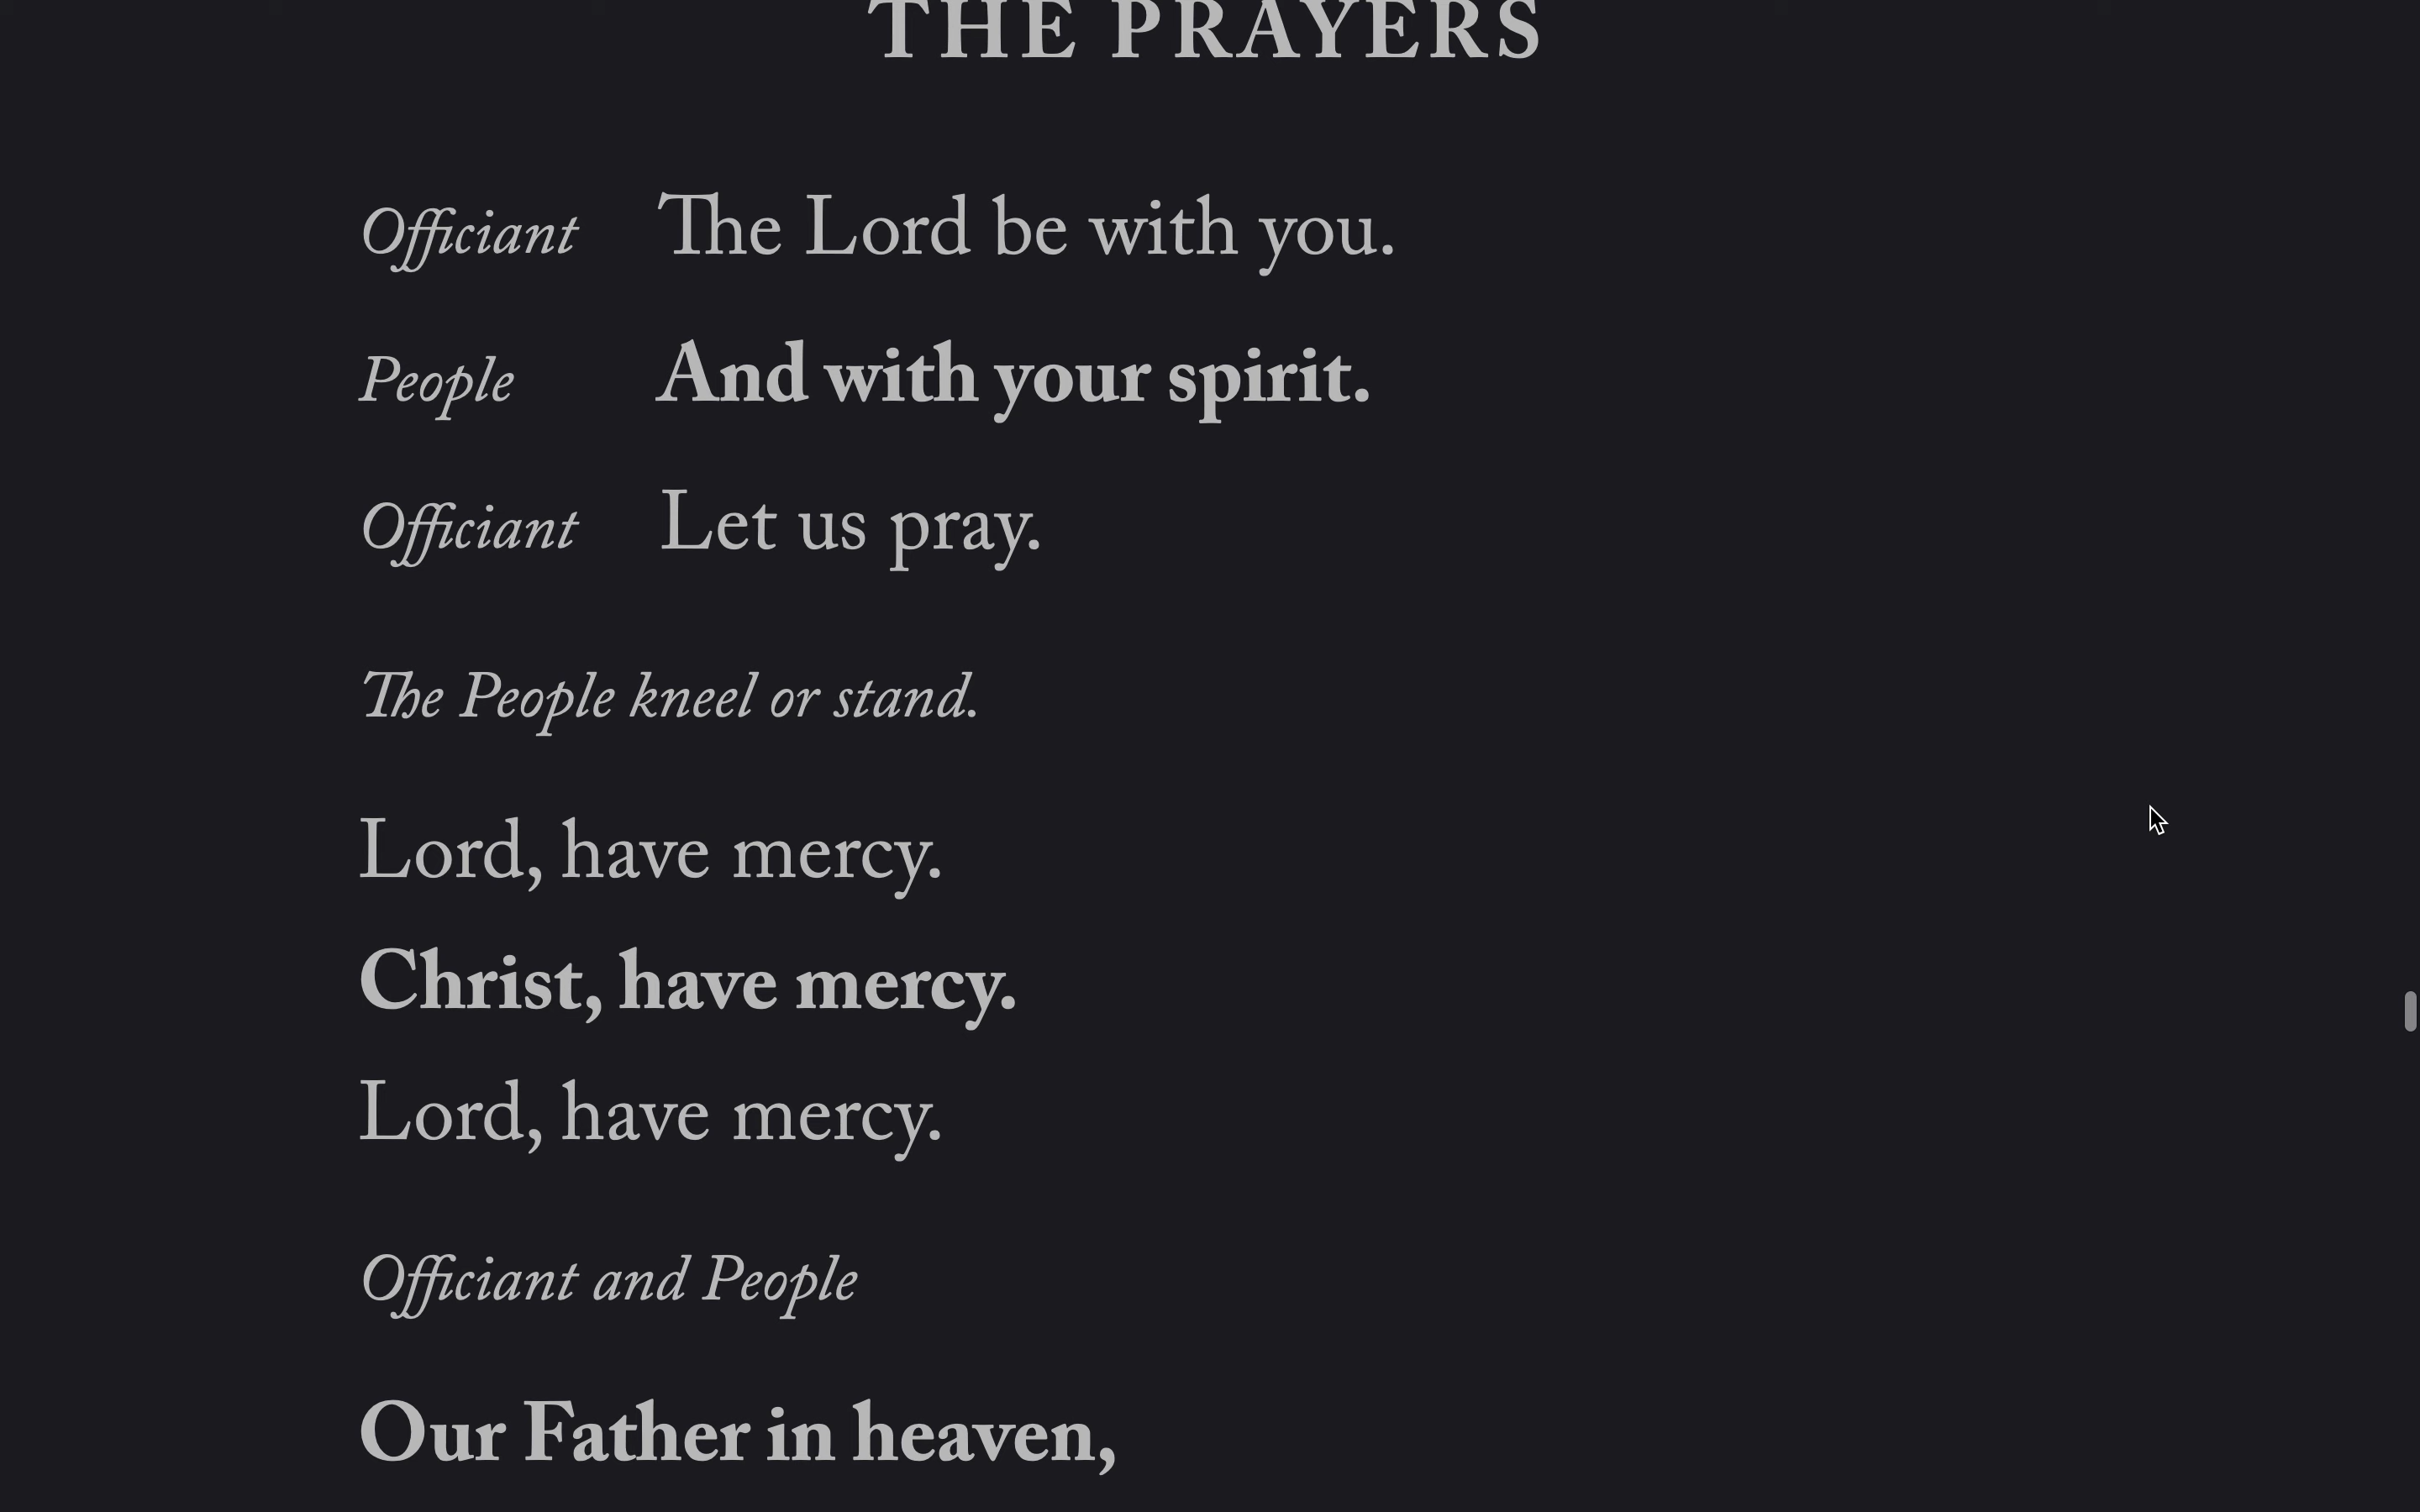 THE PRAYERS
Officiant The Lord be with you.
People And with your spirit.
Officiant Let us pray.
The People kneel or stand.
Lord, have mercy.
Christ, have mercy.
Lord, have mercy.
Officiant and People
Our Father in heaven,